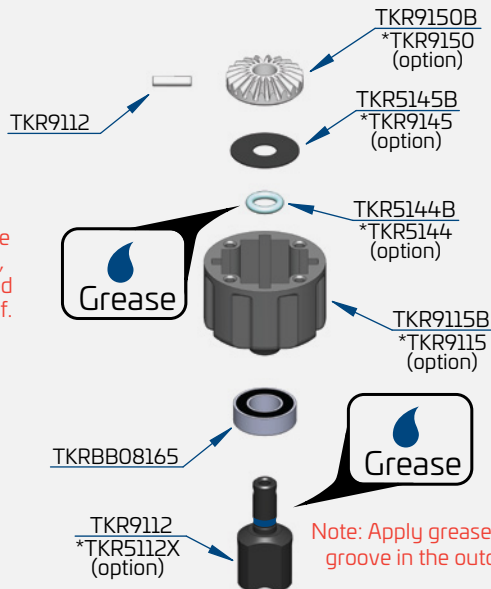 TKR9150B
*TKR9150
(option)
TKR9112
TKR5145B
*TKR9145
(option)
TKR5144B
*TKR5144
(option)
Grease
TKR9115B
*TKR9115
(option)
TKRBB08165
Grease
TKR9112
*TKR5112X
(option)
Note: Apply grease
groove in the